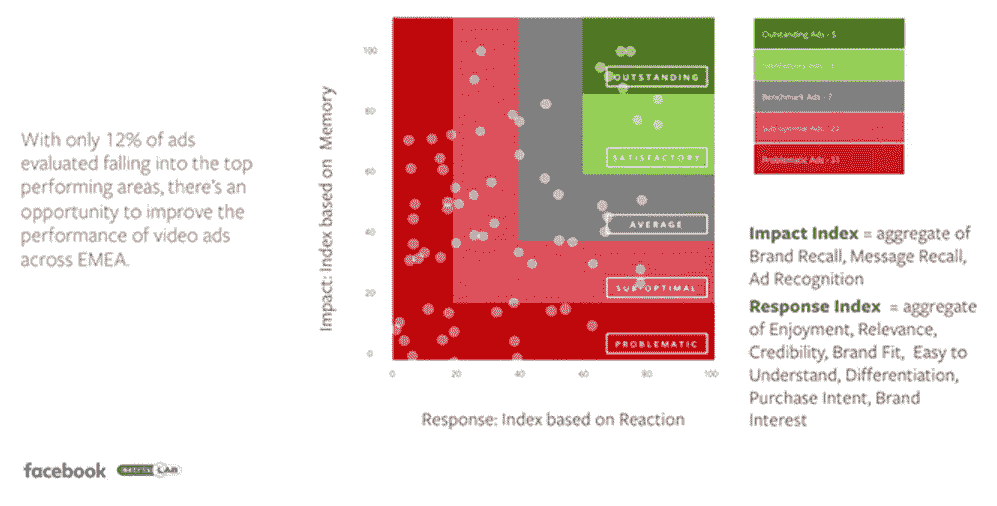 With only 12% of ads
evaluated falling into the top
performing areas, there's an
opportunity to improve the
performance of video ads
across EMEA.
facebook
LAB
Impact: Index based on Memory
100
80
60
40
20
0
OUTSTANDING
SATISFACTORY
AVERAGE
SUB-OPTIMAL
PROBLEMATIC
0 20 40 60 80 100
Response: Index based on Reaction
Outstanding Ads - 5
Benchmark Ads - 7
Problematic Ads - 33
Impact Index = aggregate of
Brand Recall, Message Recall,
Ad Recognition
Response Index = aggregate
of Enjoyment, Relevance,
Credibility, Brand Fit, Easy to
Understand, Differentiation,
Purchase Intent, Brand
Interest